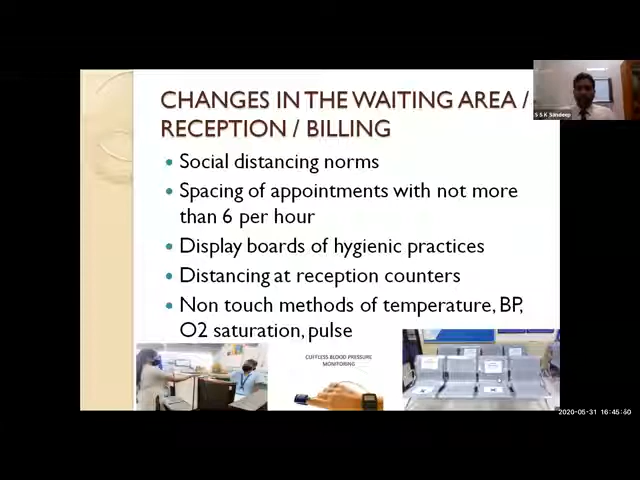 CHANGES IN THE WAITING AREA /
RECEPTION / BILLING
S S K Sandeep
• Social distancing norms
• Spacing of appointments with not more
than 6 per hour
• Display boards of hygienic practices
• Distancing at reception counters
• Non touch methods of temperature, BP,
O2 saturation, pulse
CUFFLESS BLOOD PRESSURE
MONITORING
2020-05-31 16:45:50